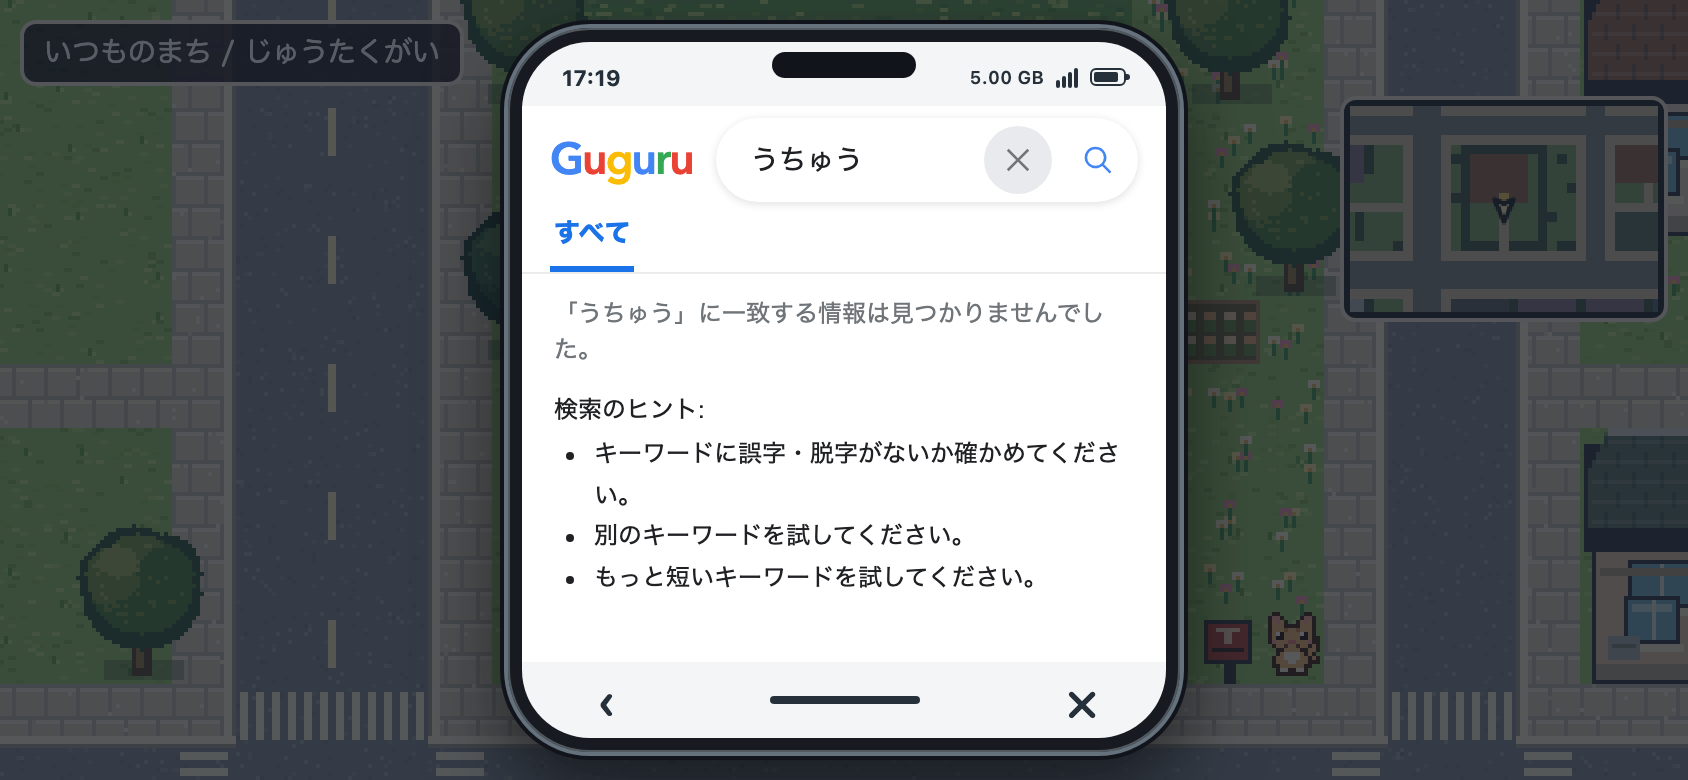 いつものまち / じゅうたくがい
17:19
5.00 GB
Guguru
うちゅう
すべて
「うちゅう」に一致する情報は見つかりませんでし
た。
検索のヒント:
• キーワードに誤字・脱字がないか確かめてくださ
い。
• 別のキーワードを試してください。
• もっと短いキーワードを試してください。